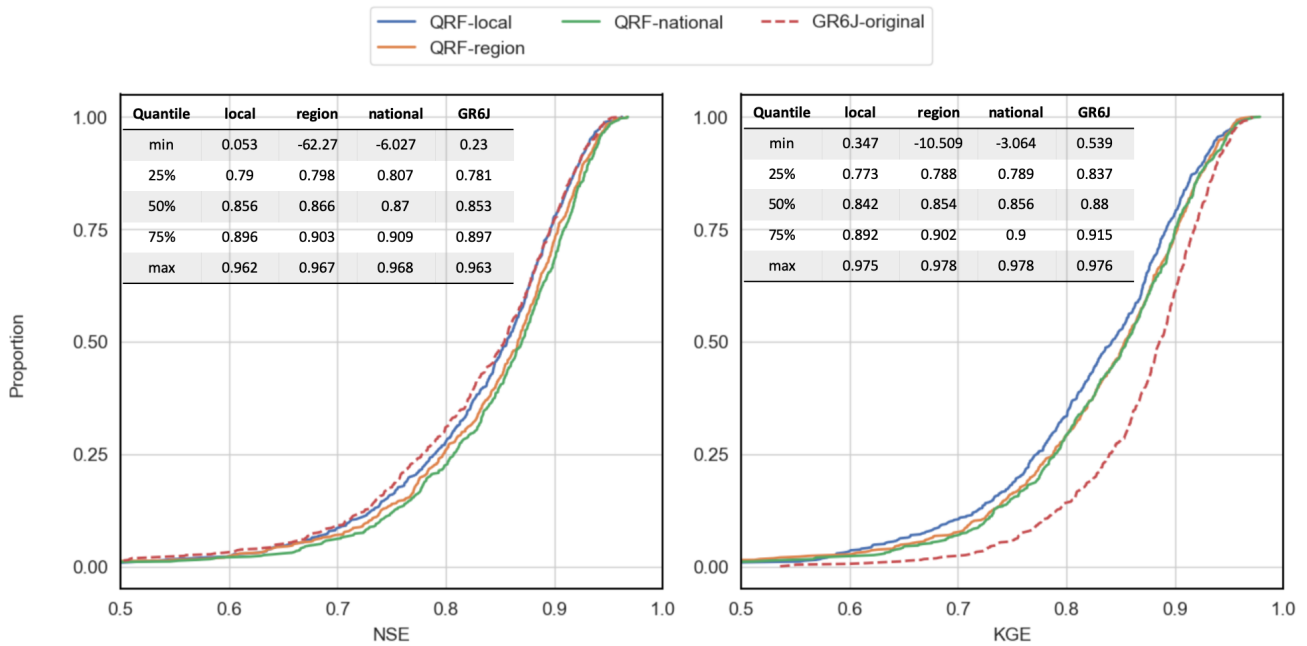 QRF-local QRF-national GR6J-original
QRF-region
Quantile local region national GR6J
min 0.053 -62.27 -6.027 0.23
25% 0.79 0.798 0.807 0.781
50% 0.856 0.866 0.87 0.853
75% 0.896 0.903 0.909 0.897
max 0.962 0.967 0.968 0.963
1.00
0.75
0.50
0.25
0.00
Proportion
0.5 0.6 0.7 0.8 0.9 1.0
NSE
Quantile local region national GR6J
min 0.347 -10.509 -3.064 0.539
25% 0.773 0.788 0.789 0.837
50% 0.842 0.854 0.856 0.88
75% 0.892 0.902 0.9 0.915
max 0.975 0.978 0.978 0.976
1.00
0.75
0.50
0.25
0.00
0.5 0.6 0.7 0.8 0.9 1.0
KGE